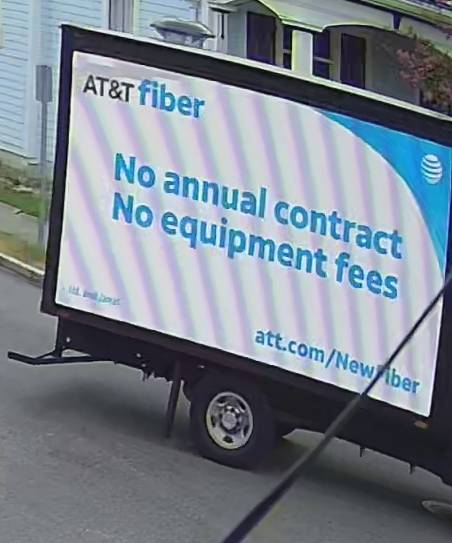 AT&T fiber
No annual contract
No equipment fees
att.com/NewFiber